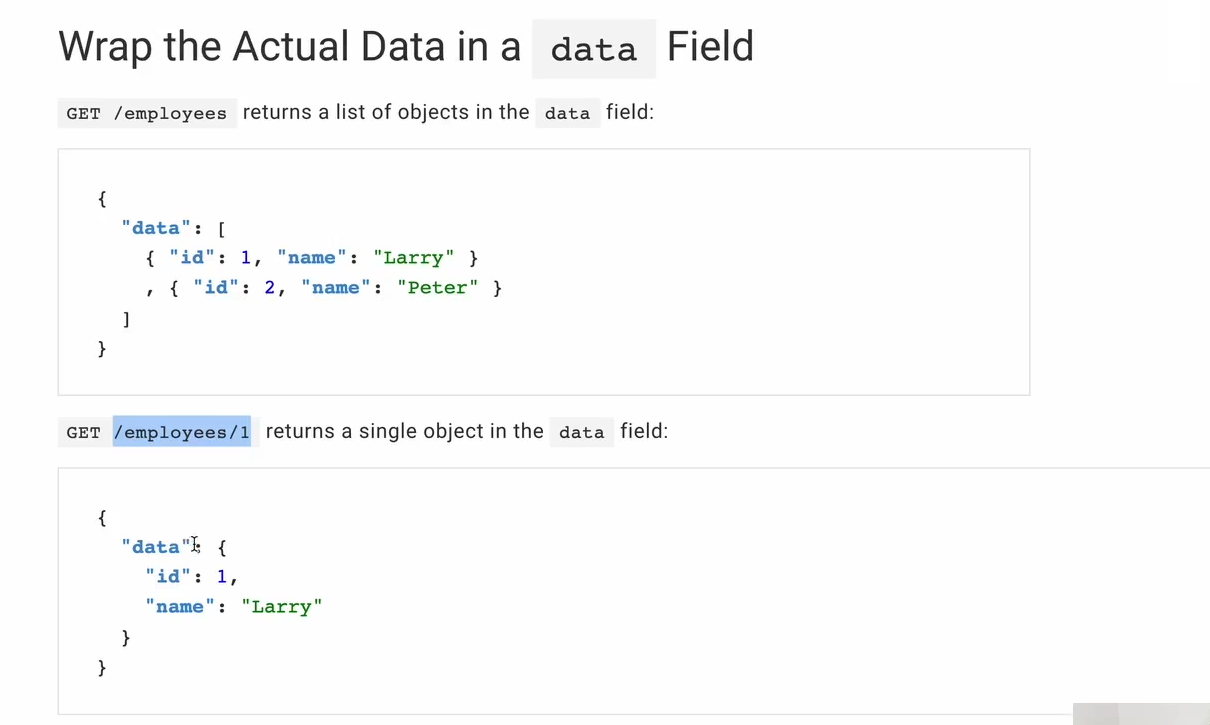 Wrap the Actual Data in a data Field
GET /employees returns a list of objects in the data field:
{
"data": [
{ "id": 1, "name": "Larry" }
, { "id": 2, "name": "Peter" }
]
}
GET /employees/1 returns a single object in the data field:
{
"data": {
"id": 1,
"name": "Larry"
}
}